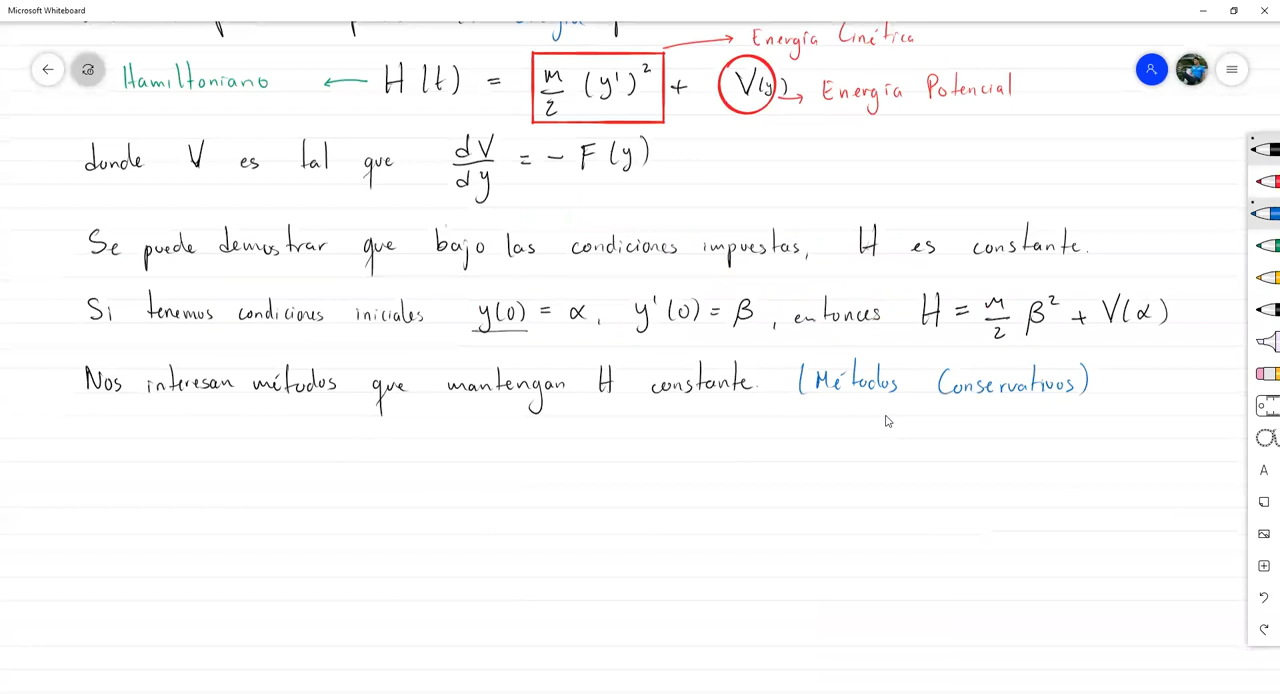 Microsoft Whiteboard
Energía Cinética
Hamiltoniano ← H(t) = m/2 (y')² + V(y) → Energía Potencial
donde V es tal que dV/dy = - F(y)
Se puede demostrar que bajo las condiciones impuestas, H es constante.
Si tenemos condiciones iniciales y(0) = α, y'(0) = β, entonces H = m/2 β² + V(α)
Nos interesan métodos que mantengan H constante. (Métodos Conservativos)
A